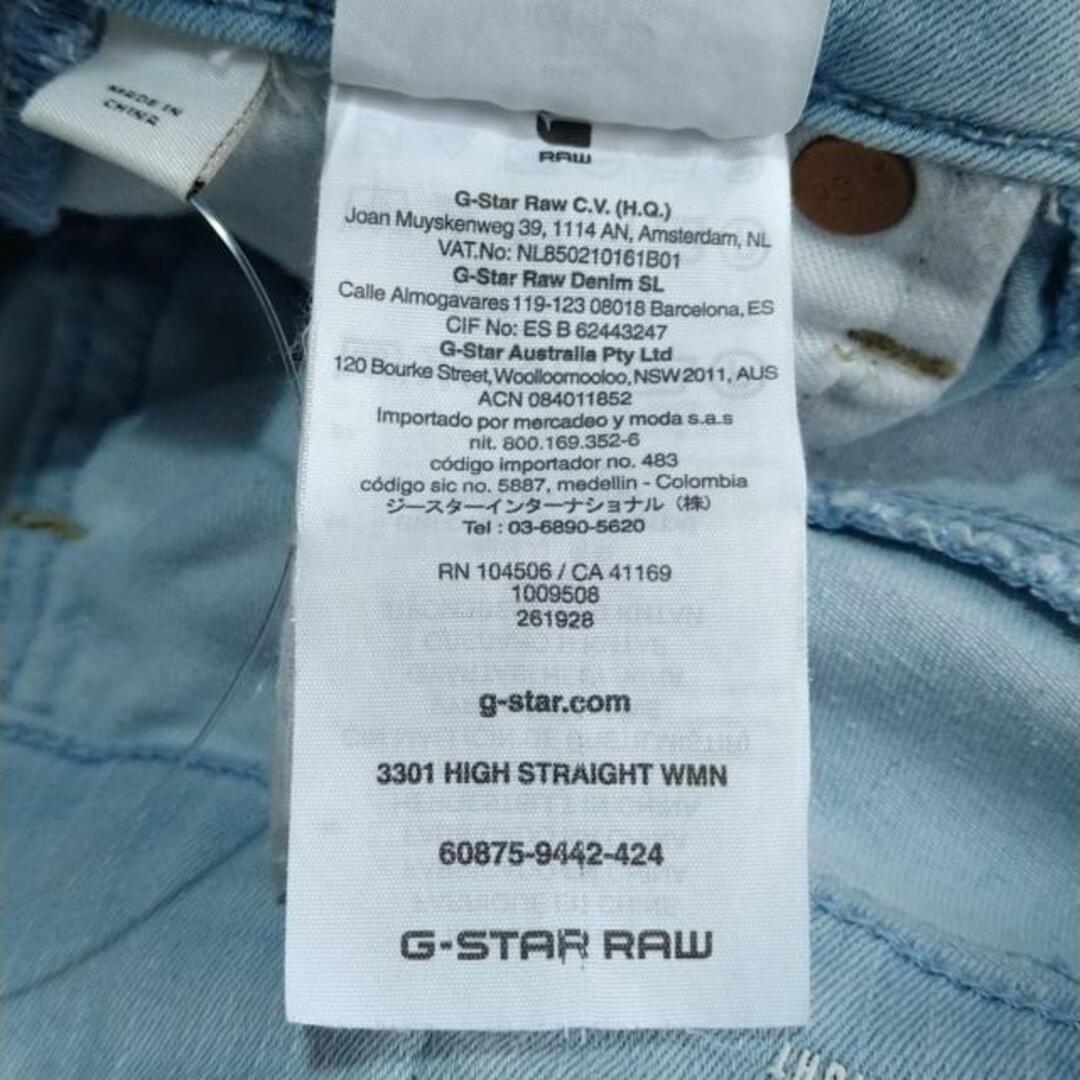 MADE IN
CHINA
RAW
G-Star Raw C.V. (H.Q.)
Joan Muyskenweg 39, 1114 AN, Amsterdam, NL
VAT.No: NL850210161B01
G-Star Raw Denim SL
Calle Almogavares 119-123 08018 Barcelona, ES
CIF No: ES B 62443247
G-Star Australia Pty Ltd
120 Bourke Street, Woolloomooloo, NSW 2011, AUS
ACN 084011852
Importado por mercadeo y moda s.a.s
nit. 800.169.352-6
código importador no. 483
código sic no. 5887, medellin - Colombia
ジースターインターナショナル（株）
Tel : 03-6890-5620
RN 104506 / CA 41169
1009508
261928
g-star.com
3301 HIGH STRAIGHT WMN
60875-9442-424
G-STAR RAW